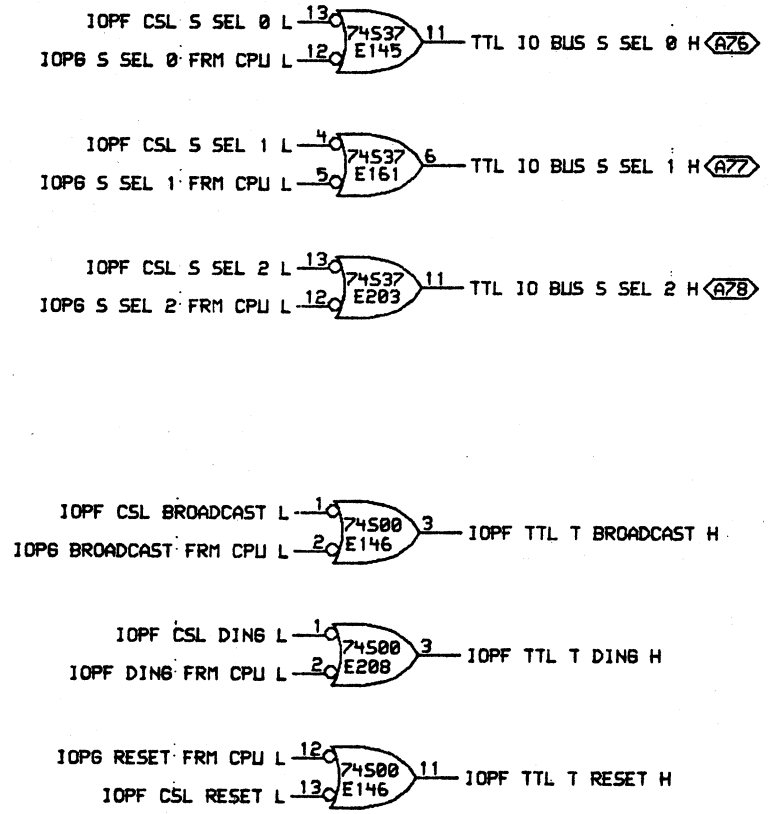 IOPF CSL S SEL 0 L 13
IOPG S SEL 0 FRM CPU L 12
74S37
E145
11 TTL IO BUS S SEL 0 H A76
IOPF CSL S SEL 1 L 4
IOPG S SEL 1 FRM CPU L 5
74S37
E161
6 TTL IO BUS S SEL 1 H A77
IOPF CSL S SEL 2 L 13
IOPG S SEL 2 FRM CPU L 12
74S37
E203
11 TTL IO BUS S SEL 2 H A78
IOPF CSL BROADCAST L 1
IOPG BROADCAST FRM CPU L 2
74S00
E146
3 IOPF TTL T BROADCAST H
IOPF CSL DING L 1
IOPF DING FRM CPU L 2
74S00
E208
3 IOPF TTL T DING H
IOPG RESET FRM CPU L 12
IOPF CSL RESET L 13
74S00
E146
11 IOPF TTL T RESET H